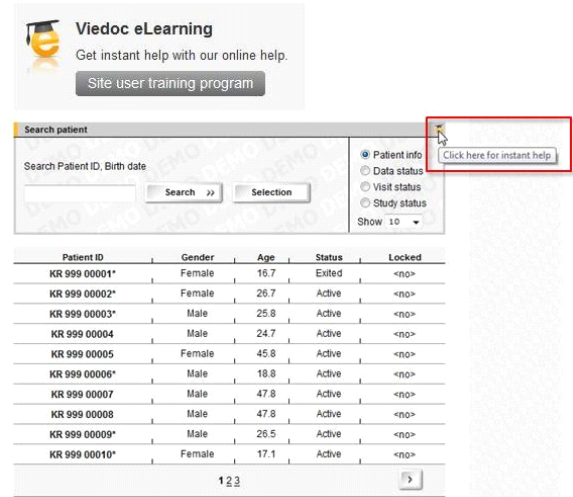 Viedoc eLearning
Get instant help with our online help.
Site user training program
Search patient
Click here for instant help
Search Patient ID, Birth date
Search »
Selection
Patient info
Data status
Visit status
Study status
Show 10
Patient ID Gender Age Status Locked
KR 999 00001* Female 16.7 Exited <no>
KR 999 00002* Female 26.7 Active <no>
KR 999 00003* Male 25.8 Active <no>
KR 999 00004 Male 24.7 Active <no>
KR 999 00005 Female 45.8 Active <no>
KR 999 00006* Male 18.8 Active <no>
KR 999 00007 Male 47.8 Active <no>
KR 999 00008 Male 47.8 Active <no>
KR 999 00009* Male 26.5 Active <no>
KR 999 00010* Female 17.1 Active <no>
1 2 3 >
DEMO DEMO DEMO